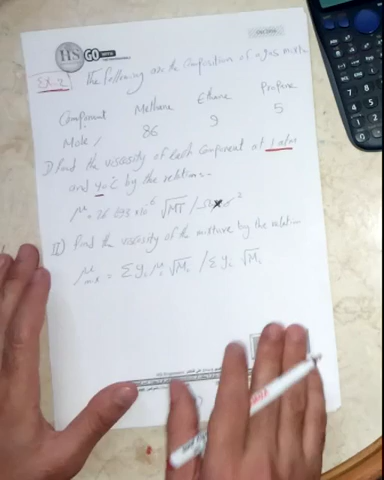 HS GO
Ex.2 The following are the Composition of a gas mixture
Component Methane Ethane Propane
Mole % 86 9 5
I) Find the viscosity of each Component at 1 atm
and 40°C by the relation:-
μ = 26.693 x10⁻⁶ √MT / Ω σ²
II) Find the viscosity of the mixture by the relation
μ = Σ yᵢ μᵢ √Mᵢ / Σ yᵢ √Mᵢ